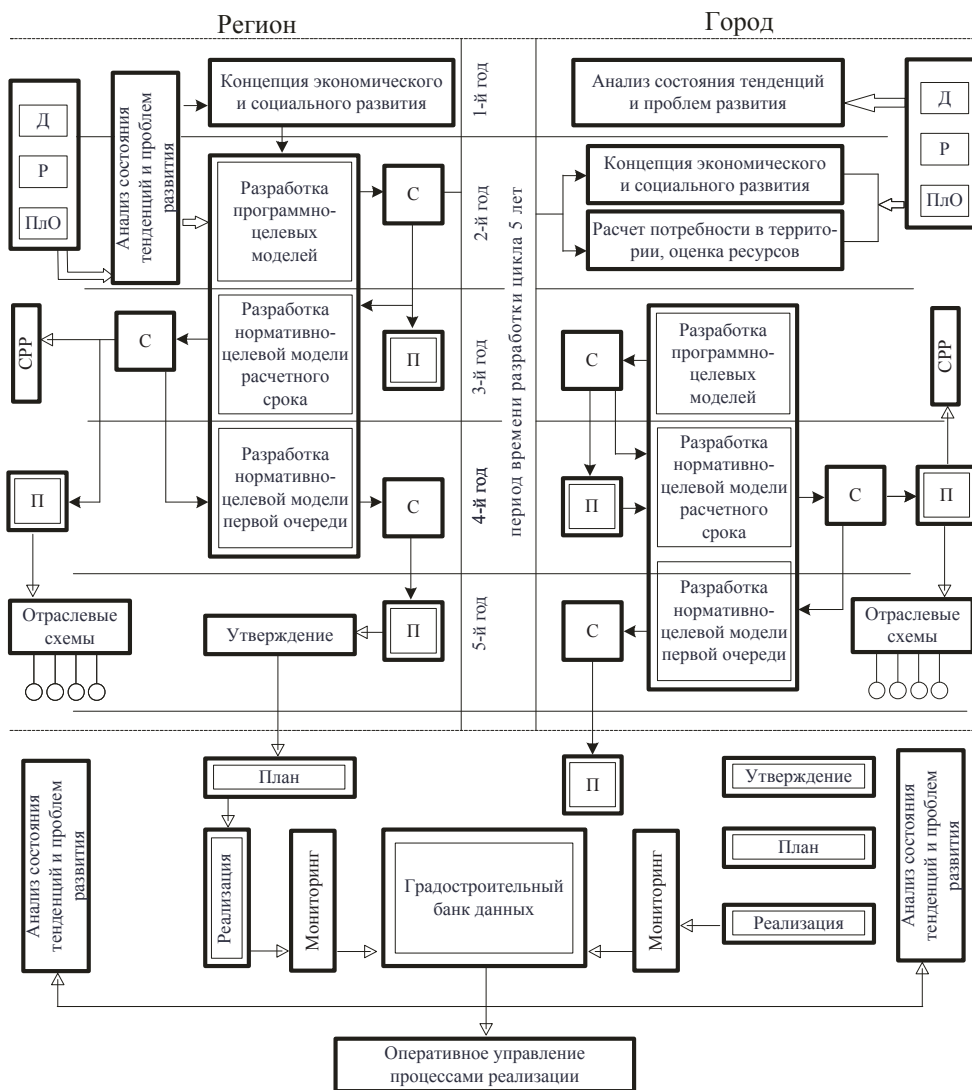 Регион
Город
Д
Р
ПлО
Анализ состояния
тенденций и проблем
развития
Концепция экономического
и социального развития
1-й год
Анализ состояния тенденций
и проблем развития
Д
Р
ПлО
Разработка
программно-
целевых
моделей
С
2-й год
Концепция экономического
и социального развития
Расчет потребности в террито-
рии, оценка ресурсов
период времени разработки цикла 5 лет
СРР
С
Разработка
нормативно-
целевой модели
расчетного
срока
П
3-й год
С
Разработка
программно-
целевых
моделей
СРР
П
Разработка
нормативно-
целевой модели
первой очереди
С
4-й год
П
Разработка
нормативно-
целевой модели
расчетного
срока
С
П
Отраслевые
схемы
Утверждение
П
5-й год
С
Разработка
нормативно-
целевой модели
первой очереди
Отраслевые
схемы
Анализ состояния
тенденций и проблем
развития
План
П
Утверждение
План
Реализация
Анализ состояния
тенденций и проблем
развития
Реализация
Мониторинг
Градостроительный
банк данных
Мониторинг
Оперативное управление
процессами реализации